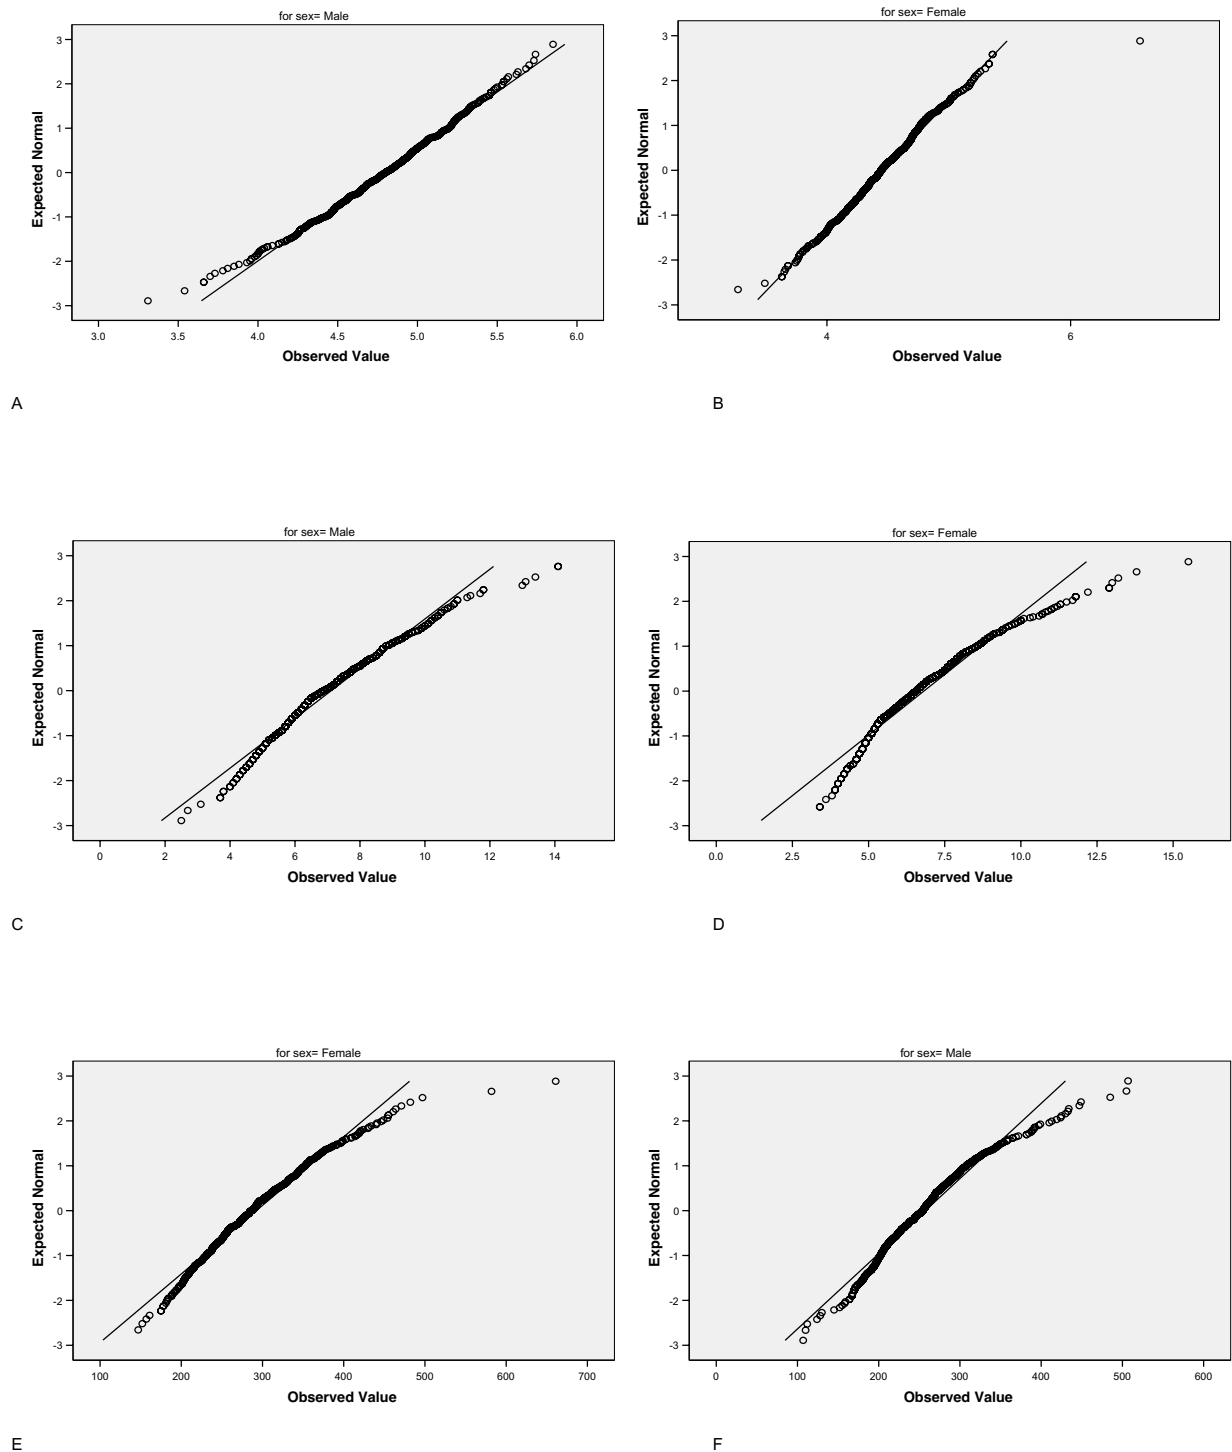 for sex= Male
Expected Normal
3
2
1
0
-1
-2
-3
3.0 3.5 4.0 4.5 5.0 5.5 6.0
Observed Value
A
for sex= Female
Expected Normal
3
2
1
0
-1
-2
-3
4 6
Observed Value
B
for sex= Male
Expected Normal
3
2
1
0
-1
-2
-3
0 2 4 6 8 10 12 14
Observed Value
C
for sex= Female
Expected Normal
3
2
1
0
-1
-2
-3
0.0 2.5 5.0 7.5 10.0 12.5 15.0
Observed Value
D
for sex= Female
Expected Normal
3
2
1
0
-1
-2
-3
100 200 300 400 500 600 700
Observed Value
E
for sex= Male
Expected Normal
3
2
1
0
-1
-2
-3
0 100 200 300 400 500 600
Observed Value
F